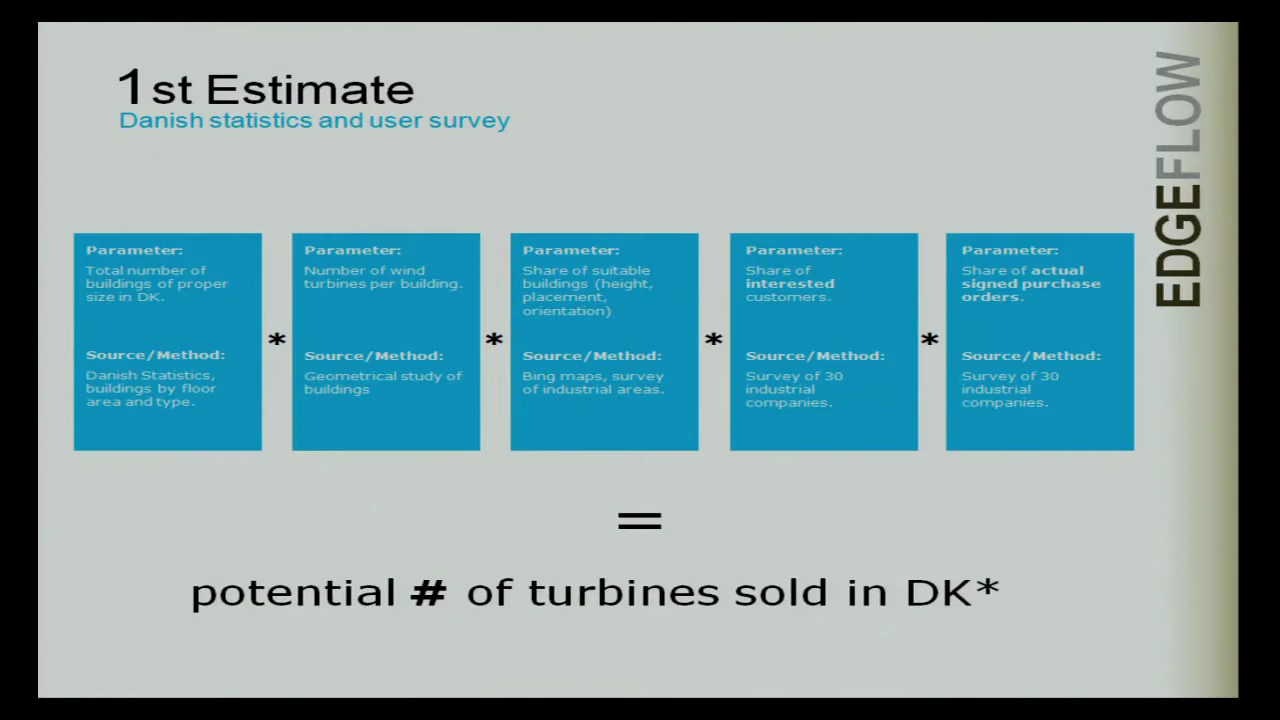 1st Estimate
Danish statistics and user survey
EDGEFLOW
Parameter:
Total number of
buildings of proper
size in DK.
Source/Method:
Danish Statistics,
buildings by floor
area and type.
*
Parameter:
Number of wind
turbines per building.
Source/Method:
Geometrical study of
buildings
*
Parameter:
Share of suitable
buildings (height,
placement,
orientation)
Source/Method:
Bing maps, survey
of industrial areas.
*
Parameter:
Share of
interested
customers.
Source/Method:
Survey of 30
industrial
companies.
*
Parameter:
Share of actual
signed purchase
orders.
Source/Method:
Survey of 30
industrial
companies.
=
potential # of turbines sold in DK*